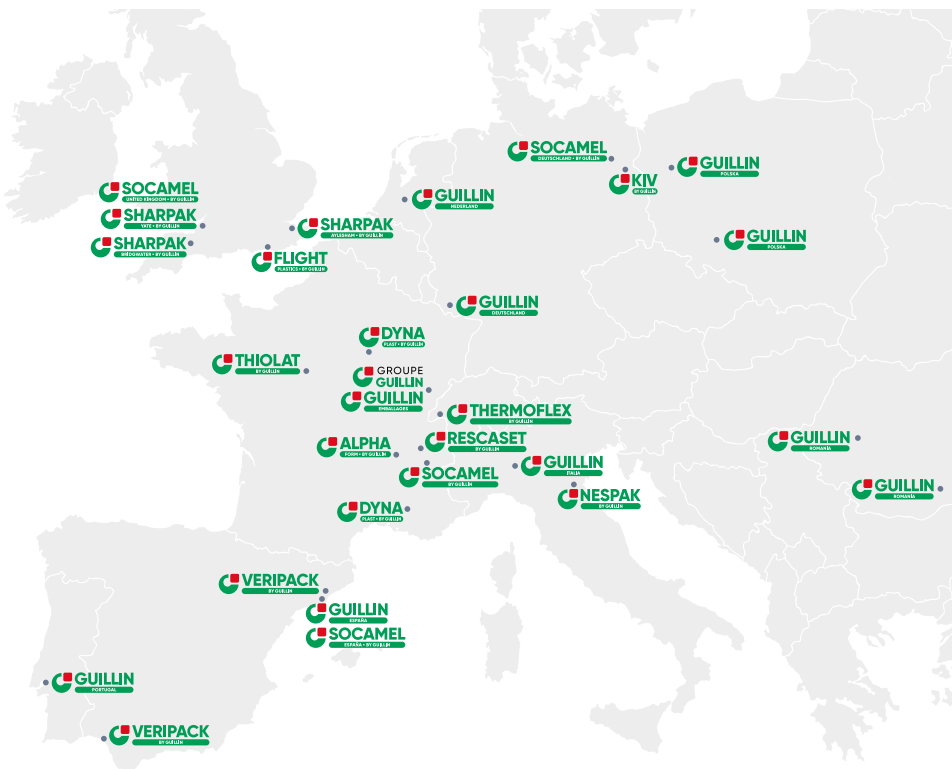 SOCAMEL
DEUTSCHLAND • BY GUILLIN
KIV
BY GUILLIN
GUILLIN
POLSKA
SOCAMEL
UNITED KINGDOM • BY GUILLIN
SHARPAK
YATE • BY GUILLIN
SHARPAK
BRIDGWATER • BY GUILLIN
GUILLIN
NEDERLAND
SHARPAK
AYLESHAM • BY GUILLIN
FLIGHT
PLASTICS • BY GUILLIN
GUILLIN
POLSKA
GUILLIN
DEUTSCHLAND
DYNA
PLAST • BY GUILLIN
THIOLAT
BY GUILLIN
GROUPE
GUILLIN
GUILLIN
EMBALLAGES
THERMOFLEX
BY GUILLIN
ALPHA
FORM • BY GUILLIN
RESCASET
BY GUILLIN
GUILLIN
ROMANIA
SOCAMEL
BY GUILLIN
GUILLIN
ITALIA
NESPAK
BY GUILLIN
GUILLIN
ROMANIA
DYNA
PLAST • BY GUILLIN
VERIPACK
BY GUILLIN
GUILLIN
ESPAÑA
SOCAMEL
ESPAÑA • BY GUILLIN
GUILLIN
PORTUGAL
VERIPACK
BY GUILLIN